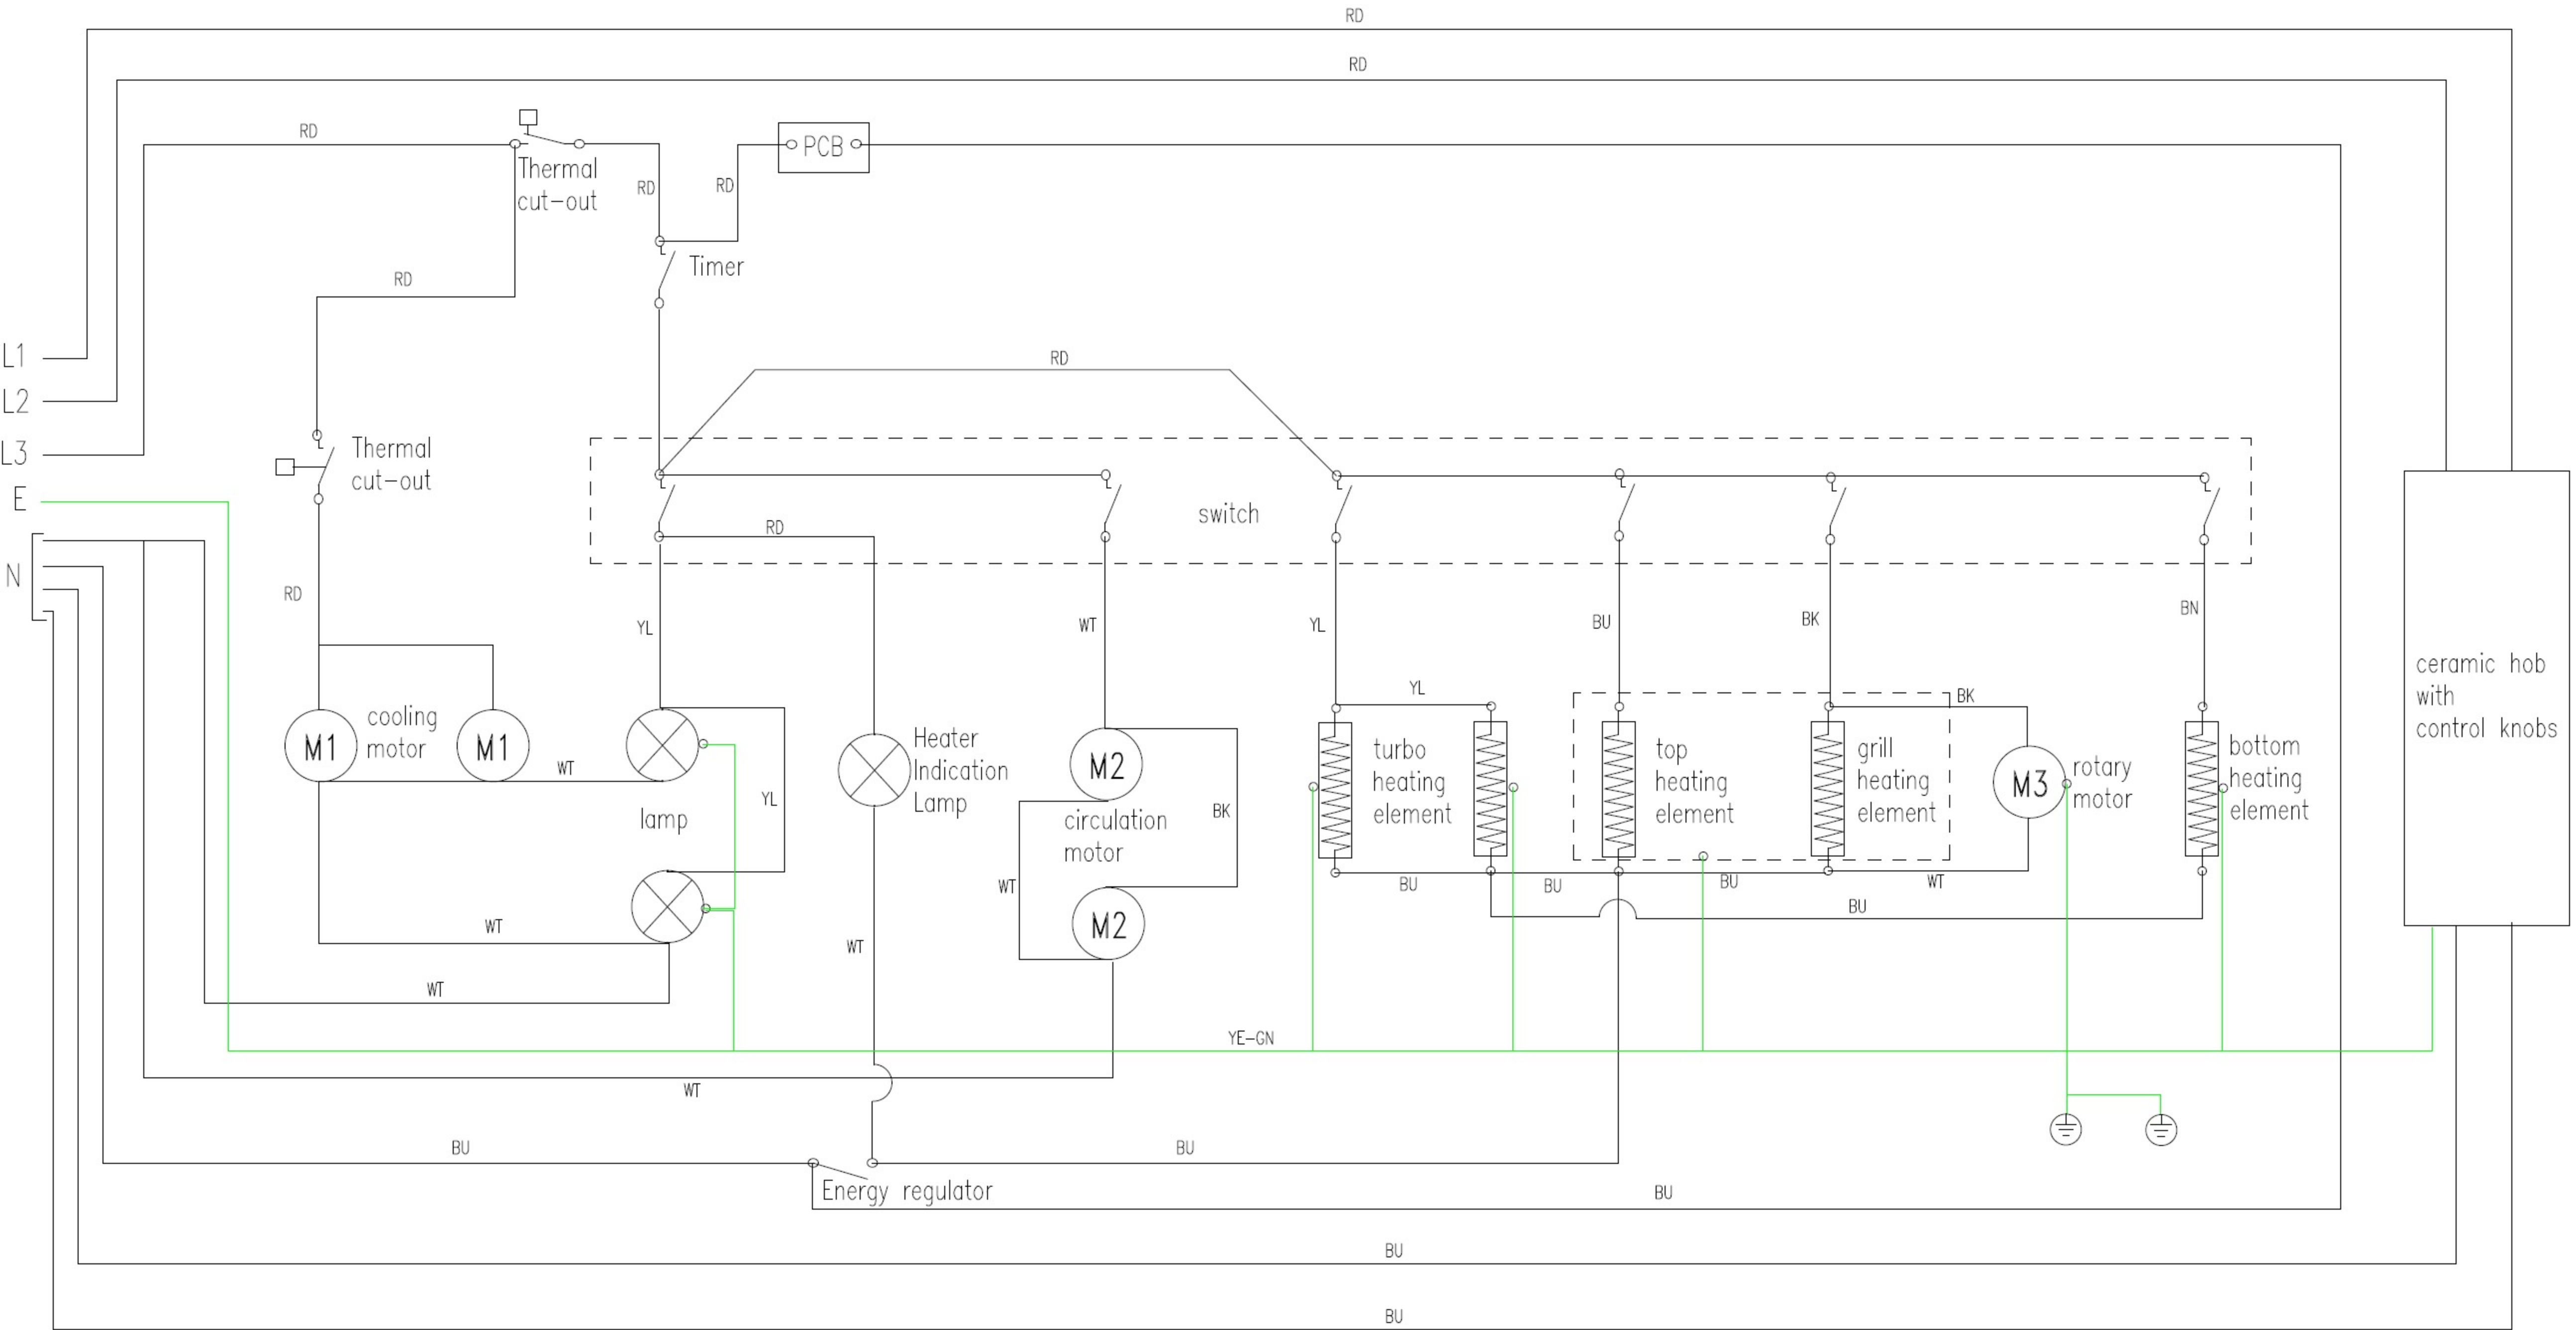 RD
RD
RD
PCB
Thermal
cut-out
RD
RD
Timer
RD
L1
RD
L2
L3
Thermal
cut-out
E
switch
RD
N
RD
YL
WT
YL
BU
BK
BN
ceramic hob
with
control knobs
YL
BK
M1
cooling
motor
M1
WT
YL
lamp
Heater
Indication
Lamp
M2
circulation
motor
BK
turbo
heating
element
top
heating
element
grill
heating
element
M3
rotary
motor
bottom
heating
element
WT
BU
BU
BU
WT
BU
WT
WT
M2
WT
YE-GN
WT
BU
BU
Energy regulator
BU
BU
BU